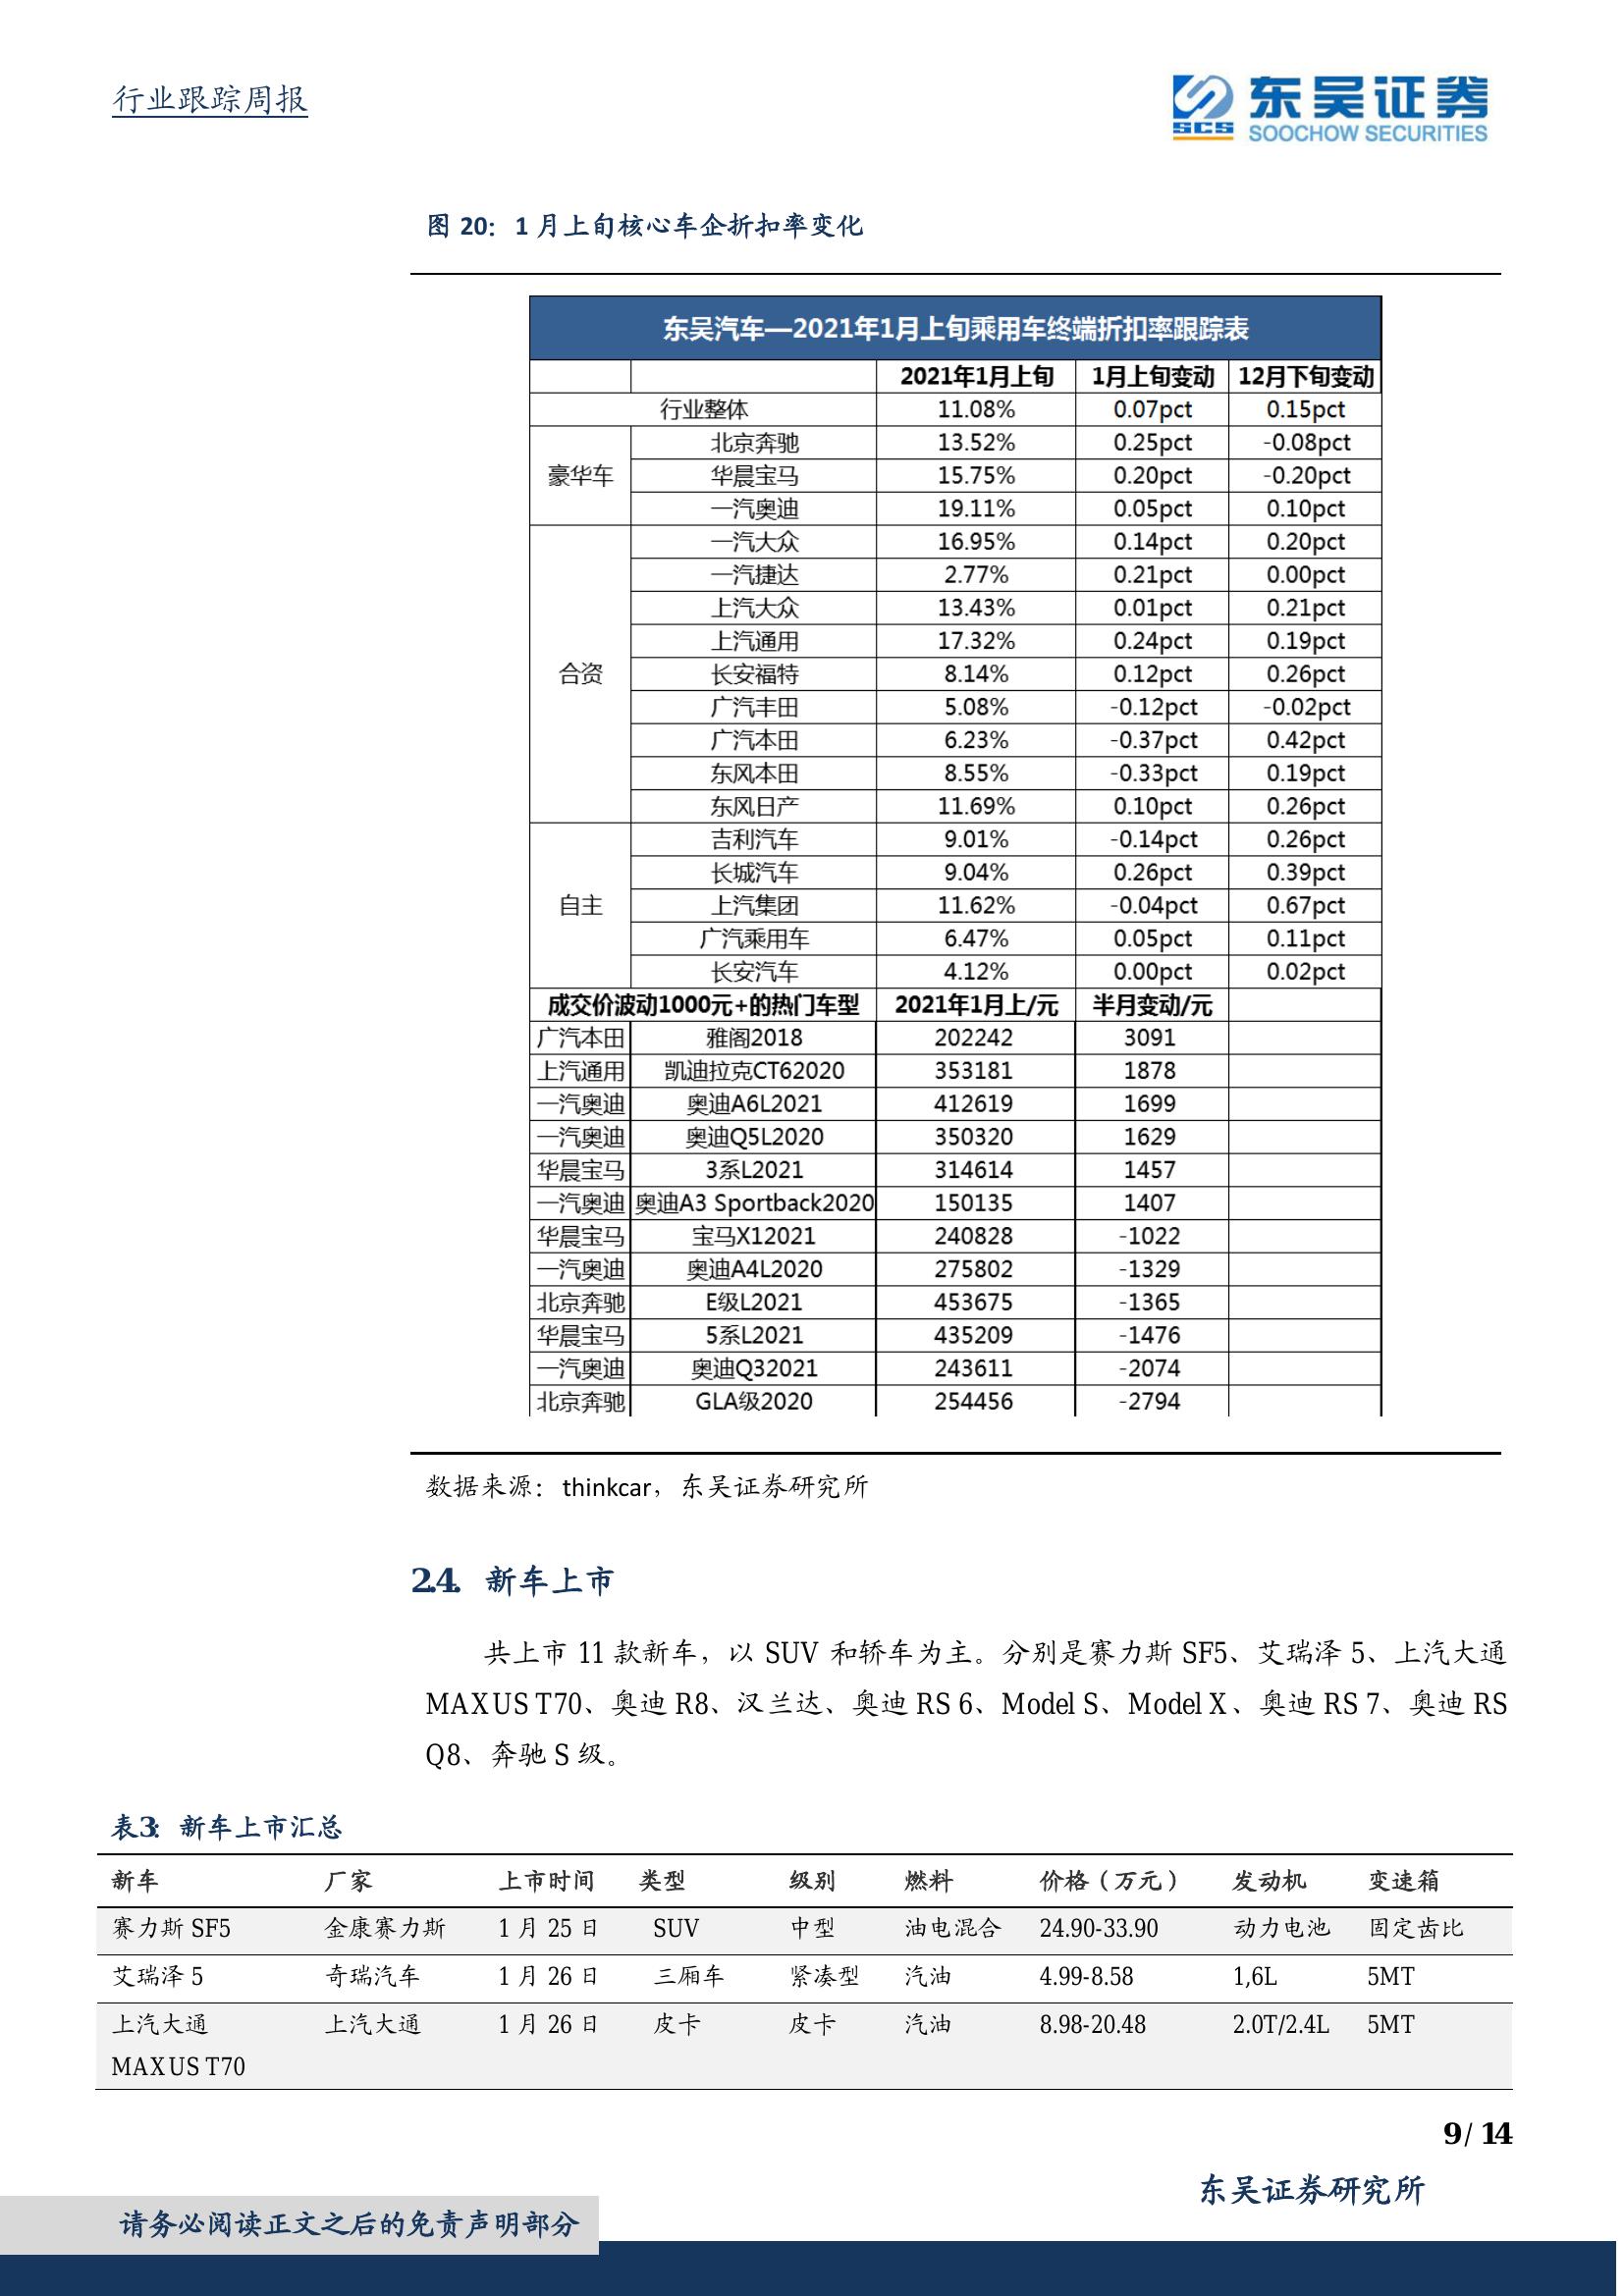 行业跟踪周报
SCS
东吴证券
SOOCHOW SECURITIES
图 20： 1 月上旬核心车企折扣率变化
东吴汽车—2021年1月上旬乘用车终端折扣率跟踪表
2021年1月上旬 1月上旬变动 12月下旬变动
行业整体 11.08% 0.07pct 0.15pct
豪华车 北京奔驰 13.52% 0.25pct -0.08pct
华晨宝马 15.75% 0.20pct -0.20pct
一汽奥迪 19.11% 0.05pct 0.10pct
合资 一汽大众 16.95% 0.14pct 0.20pct
一汽捷达 2.77% 0.21pct 0.00pct
上汽大众 13.43% 0.01pct 0.21pct
上汽通用 17.32% 0.24pct 0.19pct
长安福特 8.14% 0.12pct 0.26pct
广汽丰田 5.08% -0.12pct -0.02pct
广汽本田 6.23% -0.37pct 0.42pct
东风本田 8.55% -0.33pct 0.19pct
东风日产 11.69% 0.10pct 0.26pct
自主 吉利汽车 9.01% -0.14pct 0.26pct
长城汽车 9.04% 0.26pct 0.39pct
上汽集团 11.62% -0.04pct 0.67pct
广汽乘用车 6.47% 0.05pct 0.11pct
长安汽车 4.12% 0.00pct 0.02pct
成交价波动1000元+的热门车型 2021年1月上/元 半月变动/元
广汽本田 雅阁2018 202242 3091
上汽通用 凯迪拉克CT62020 353181 1878
一汽奥迪 奥迪A6L2021 412619 1699
一汽奥迪 奥迪Q5L2020 350320 1629
华晨宝马 3系L2021 314614 1457
一汽奥迪 奥迪A3 Sportback2020 150135 1407
华晨宝马 宝马X12021 240828 -1022
一汽奥迪 奥迪A4L2020 275802 -1329
北京奔驰 E级L2021 453675 -1365
华晨宝马 5系L2021 435209 -1476
一汽奥迪 奥迪Q32021 243611 -2074
北京奔驰 GLA级2020 254456 -2794
数据来源：thinkcar，东吴证券研究所
2.4. 新车上市
共上市 11 款新车，以 SUV 和轿车为主。分别是赛力斯 SF5、艾瑞泽 5、上汽大通
MAXUS T70、奥迪 R8、汉兰达、奥迪 RS 6、Model S、Model X、奥迪 RS 7、奥迪 RS
Q8、奔驰 S 级。
表3： 新车上市汇总
新车 厂家 上市时间 类型 级别 燃料 价格（万元） 发动机 变速箱
赛力斯 SF5 金康赛力斯 1 月 25 日 SUV 中型 油电混合 24.90-33.90 动力电池 固定齿比
艾瑞泽 5 奇瑞汽车 1 月 26 日 三厢车 紧凑型 汽油 4.99-8.58 1,6L 5MT
上汽大通 上汽大通 1 月 26 日 皮卡 皮卡 汽油 8.98-20.48 2.0T/2.4L 5MT
MAXUS T70
9 / 14
东吴证券研究所
请务必阅读正文之后的免责声明部分